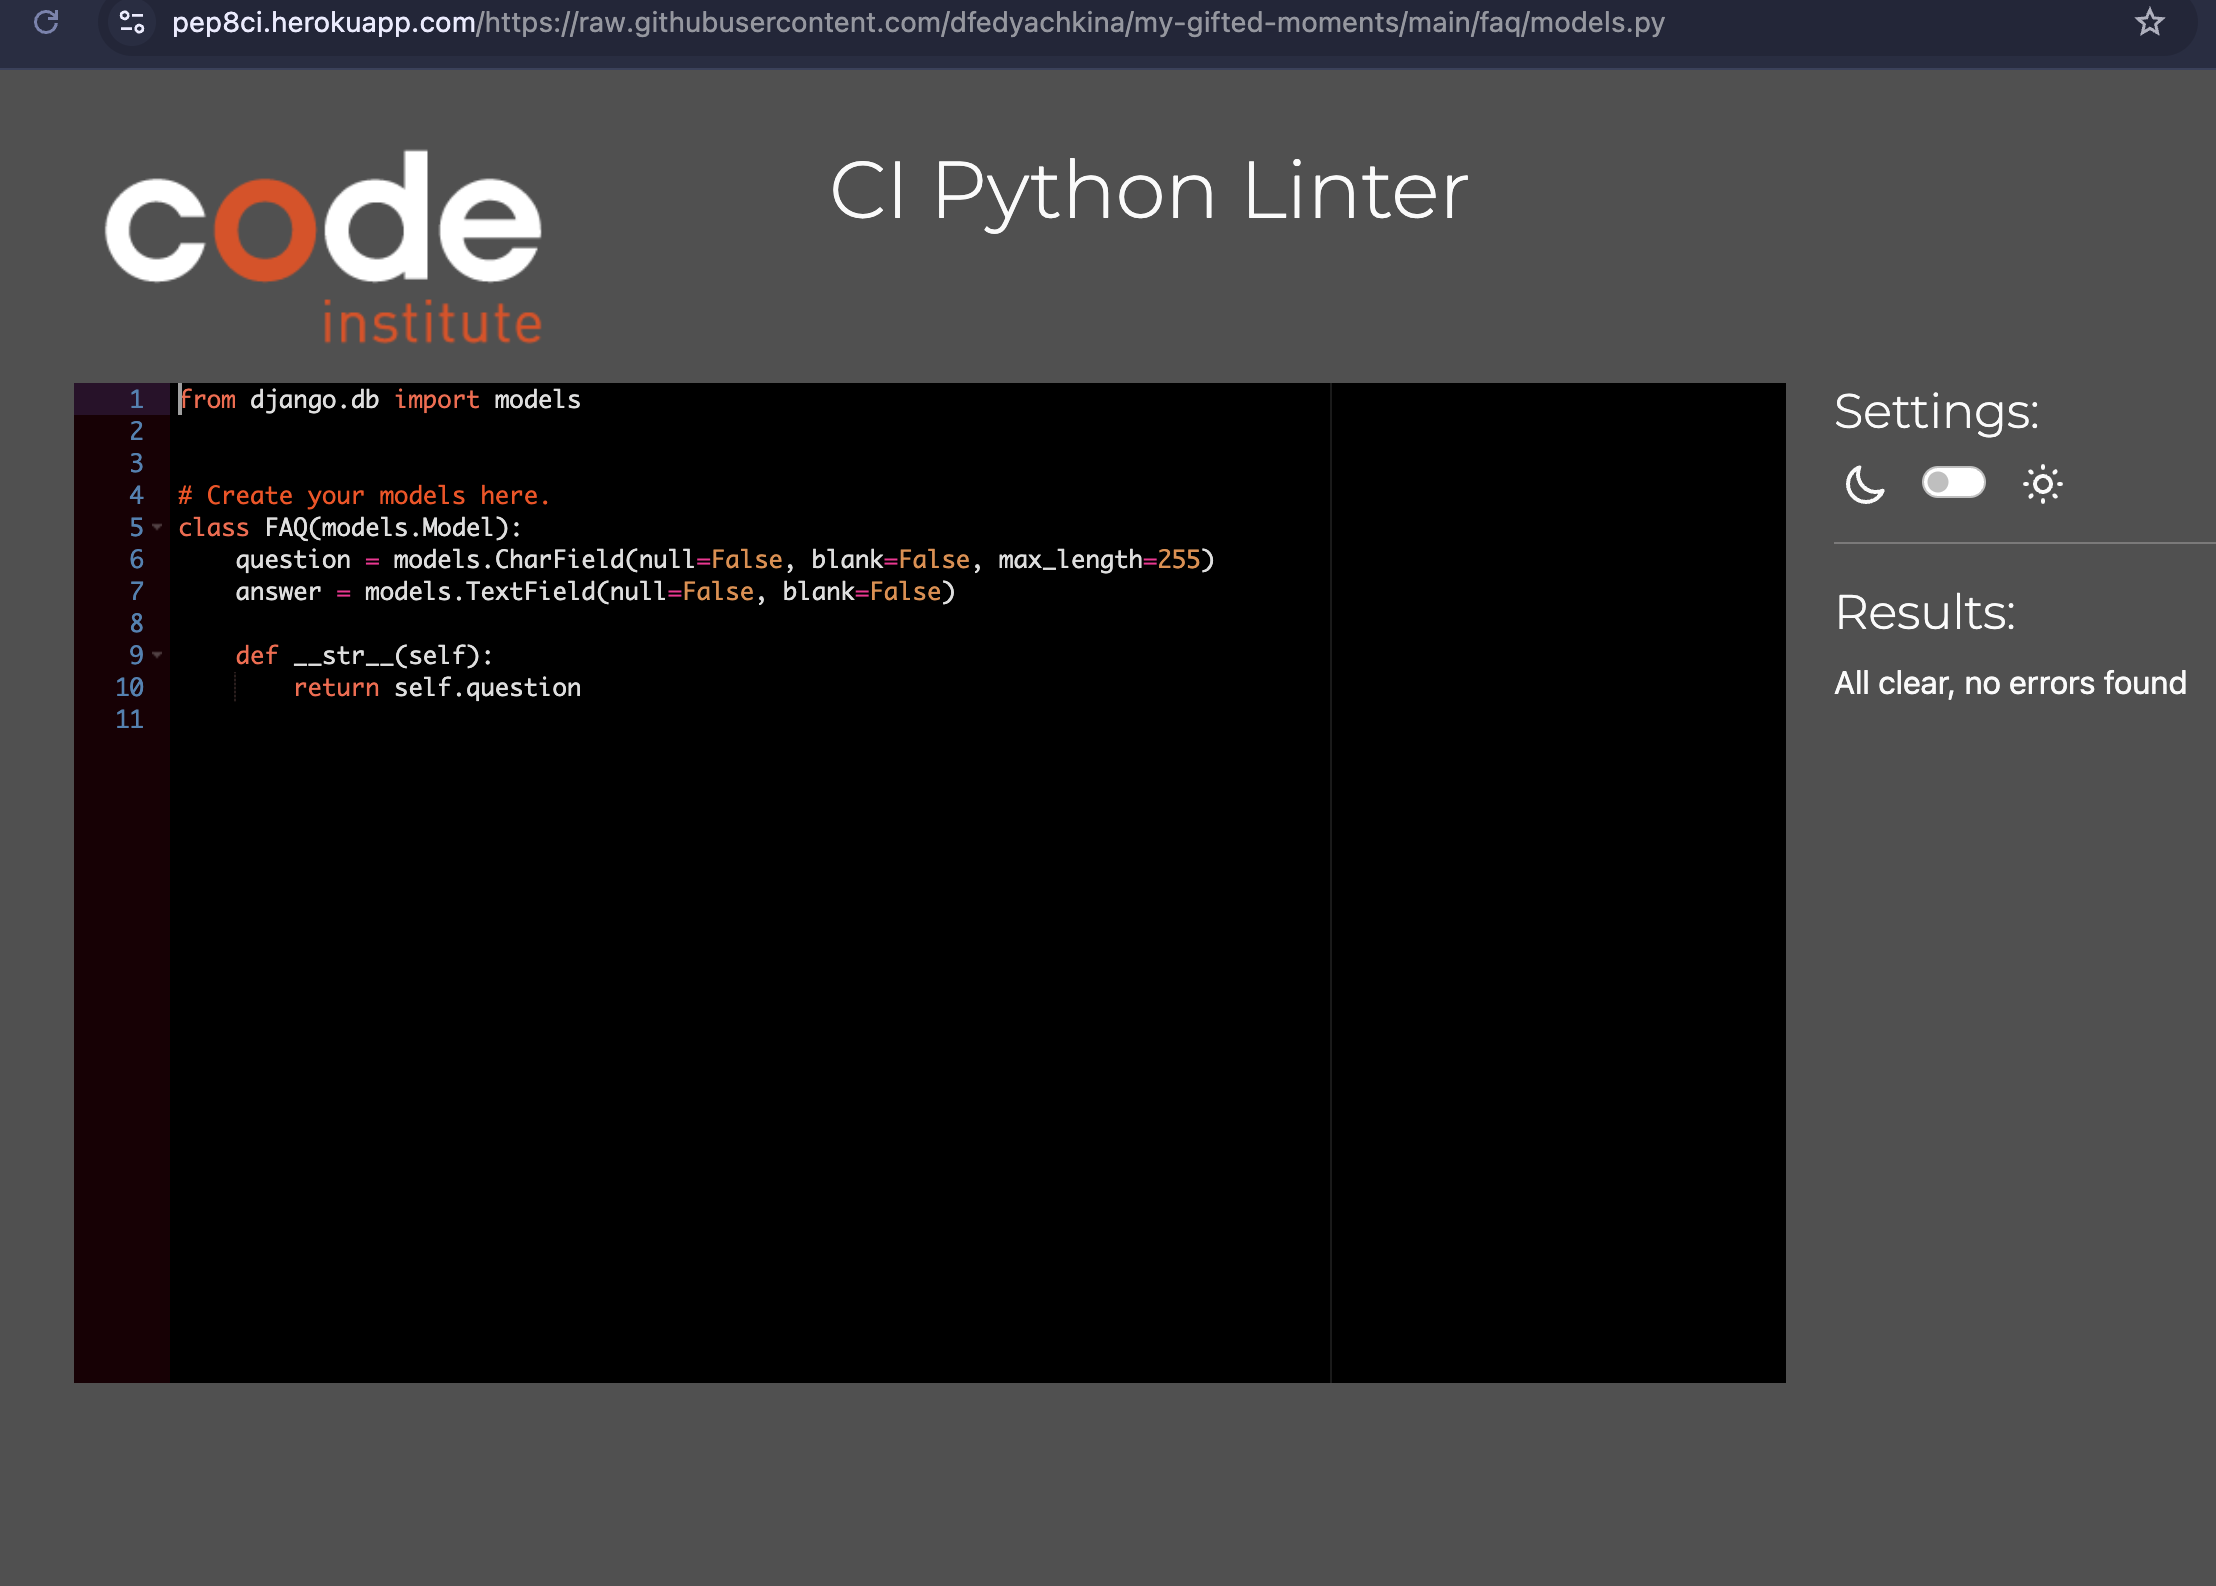 pep8ci.herokuapp.com/https://raw.githubusercontent.com/dfedyachkina/my-gifted-moments/main/faq/models.py
code
institute
CI Python Linter
1 from django.db import models
2
3
4 # Create your models here.
5 class FAQ(models.Model):
6     question = models.CharField(null=False, blank=False, max_length=255)
7     answer = models.TextField(null=False, blank=False)
8
9     def __str__(self):
10         return self.question
11
Settings:
Results:
All clear, no errors found